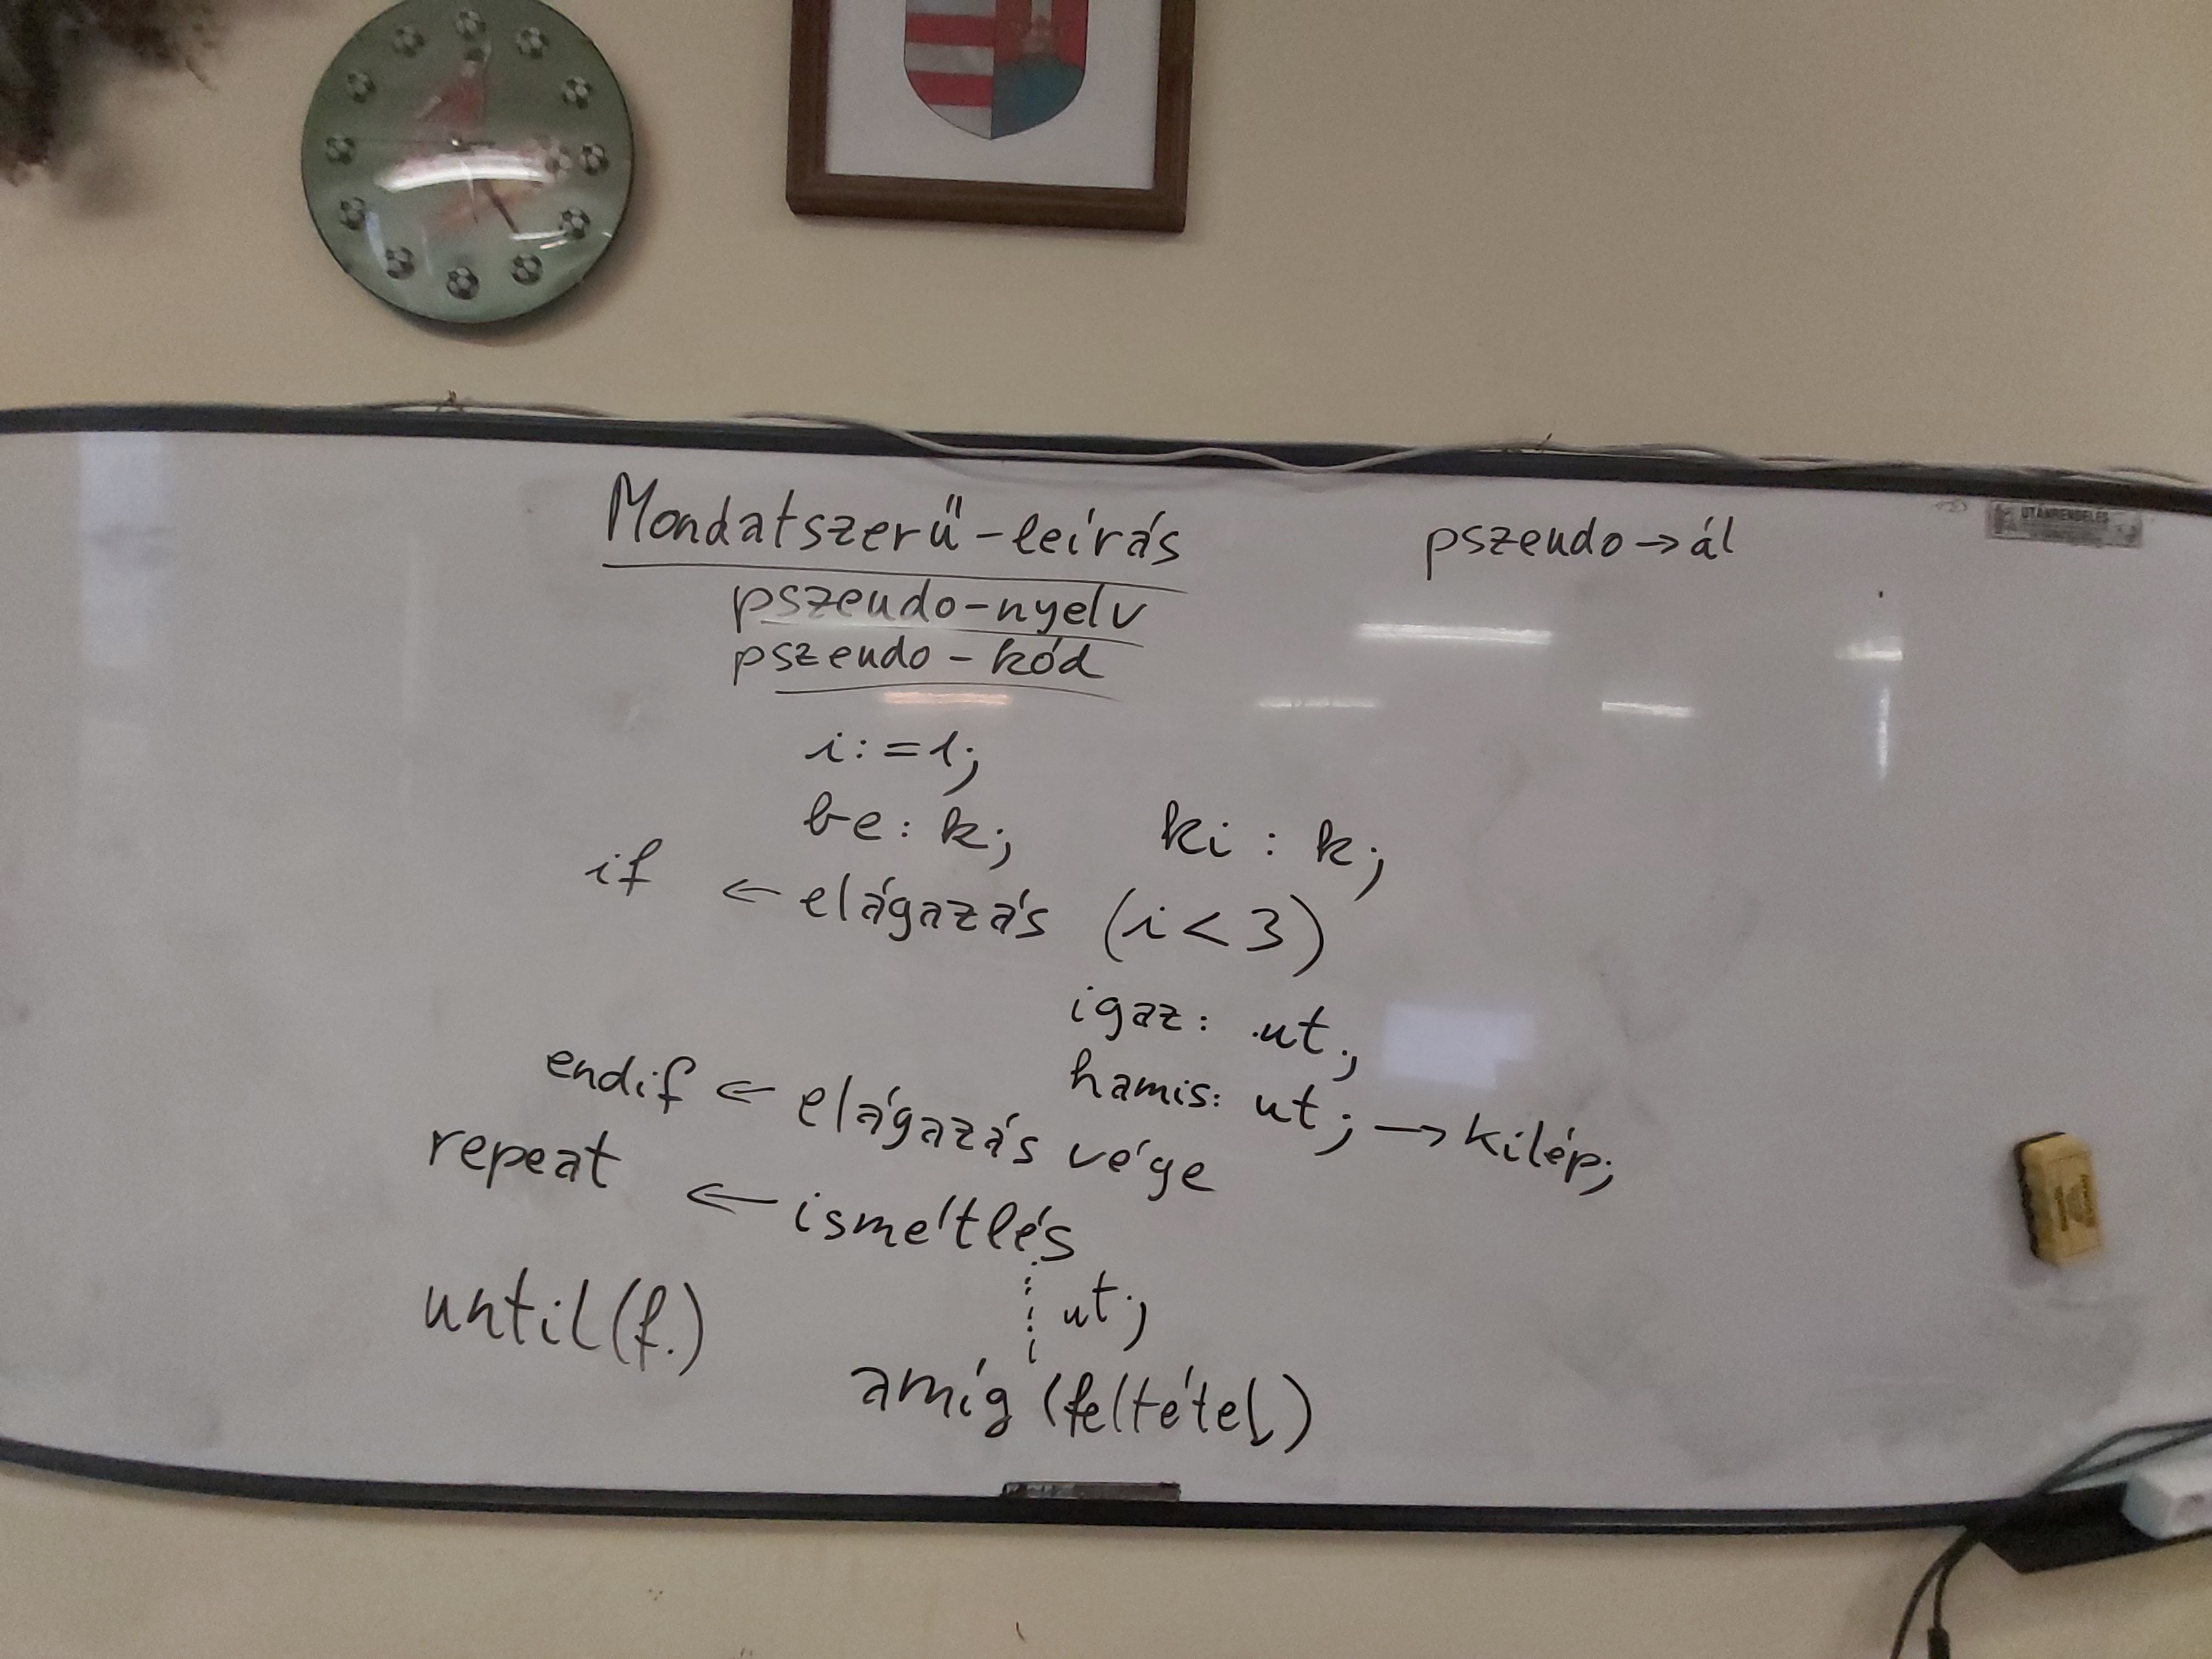 Mondatszerű-leírás pszeudo→ál
pszeudo-nyelv
pszeudo-kód
i:=1;
be: k; ki: k;
if ← elágazás (i<3)
igaz: ut.;
hamis: ut; → kilép;
endif ← elágazás vége
repeat ← ismétlés
ut;
until(f.)
amíg (feltétel)
UTÁNRENDELÉS